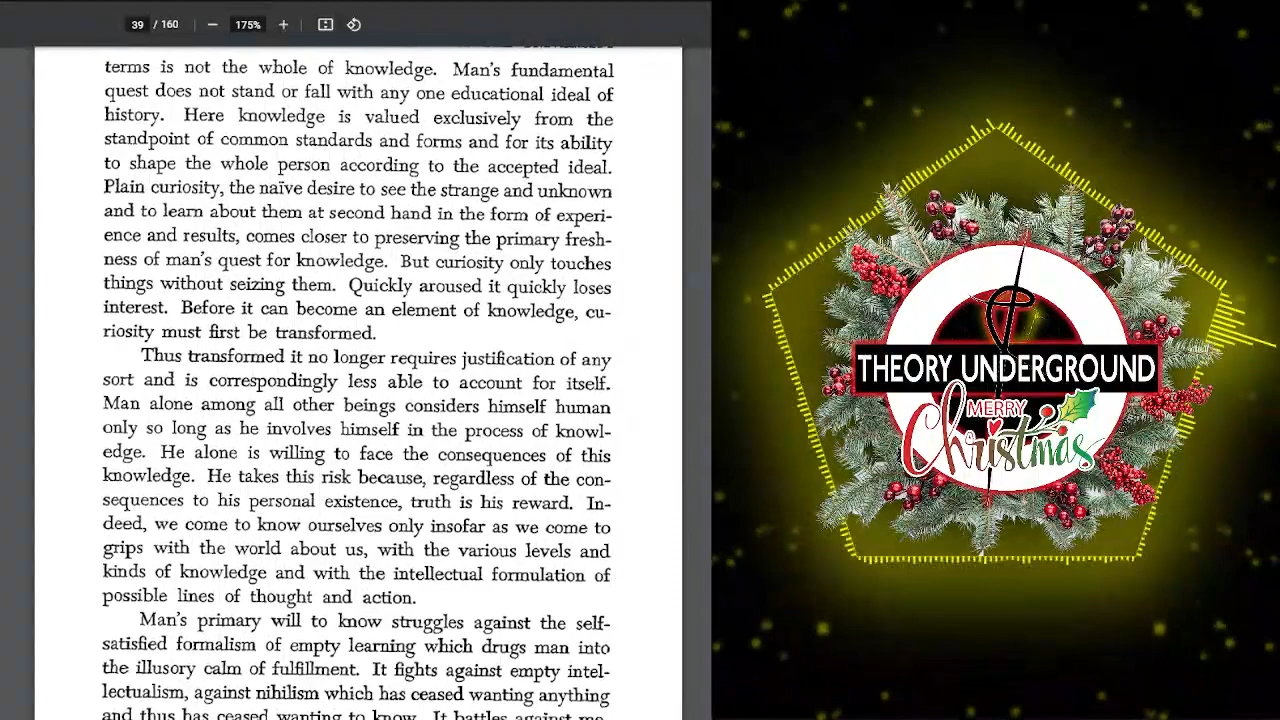 39 / 160
175%
terms is not the whole of knowledge. Man's fundamental
quest does not stand or fall with any one educational ideal of
history. Here knowledge is valued exclusively from the
standpoint of common standards and forms and for its ability
to shape the whole person according to the accepted ideal.
Plain curiosity, the naïve desire to see the strange and unknown
and to learn about them at second hand in the form of experi-
ence and results, comes closer to preserving the primary fresh-
ness of man's quest for knowledge. But curiosity only touches
things without seizing them. Quickly aroused it quickly loses
interest. Before it can become an element of knowledge, cu-
riosity must first be transformed.
Thus transformed it no longer requires justification of any
sort and is correspondingly less able to account for itself.
Man alone among all other beings considers himself human
only so long as he involves himself in the process of knowl-
edge. He alone is willing to face the consequences of this
knowledge. He takes this risk because, regardless of the con-
sequences to his personal existence, truth is his reward. In-
deed, we come to know ourselves only insofar as we come to
grips with the world about us, with the various levels and
kinds of knowledge and with the intellectual formulation of
possible lines of thought and action.
Man's primary will to know struggles against the self-
satisfied formalism of empty learning which drugs man into
the illusory calm of fulfillment. It fights against empty intel-
lectualism, against nihilism which has ceased wanting anything
and thus has ceased wanting to know. It battles against me-
THEORY UNDERGROUND
MERRY
Christmas